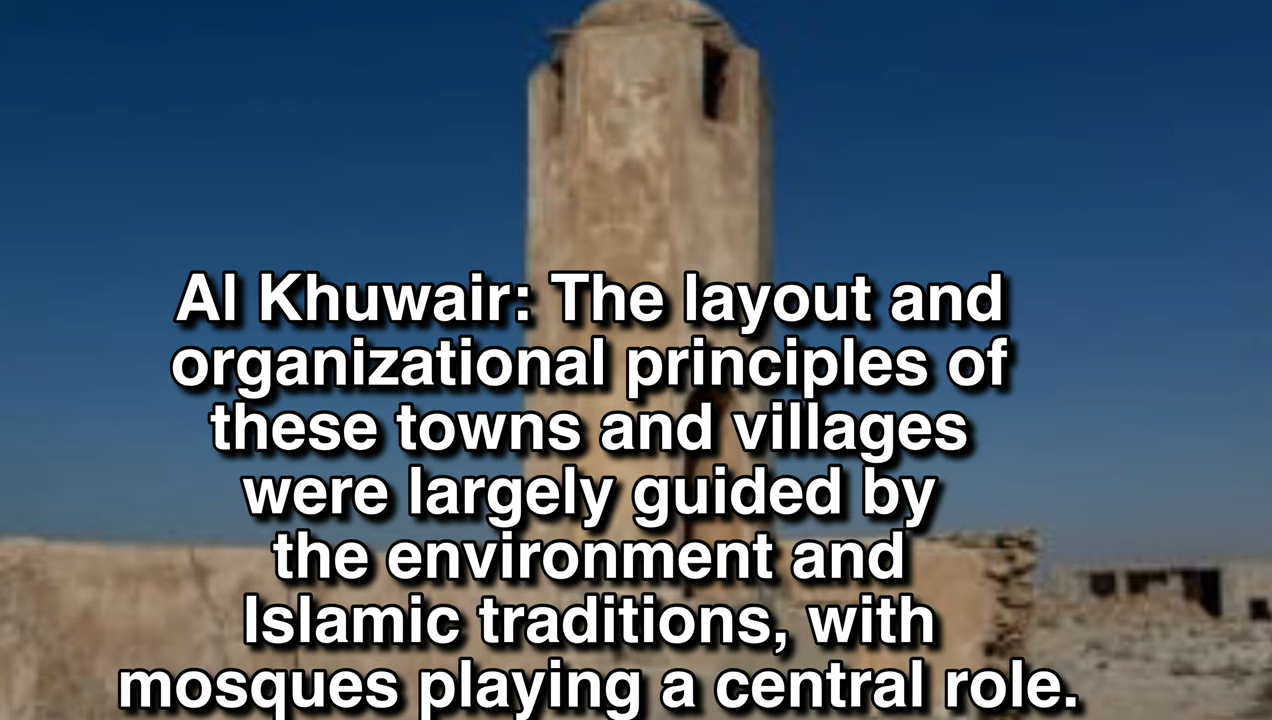 Al Khuwair: The layout and
organizational principles of
these towns and villages
were largely guided by
the environment and
Islamic traditions, with
mosques playing a central role.